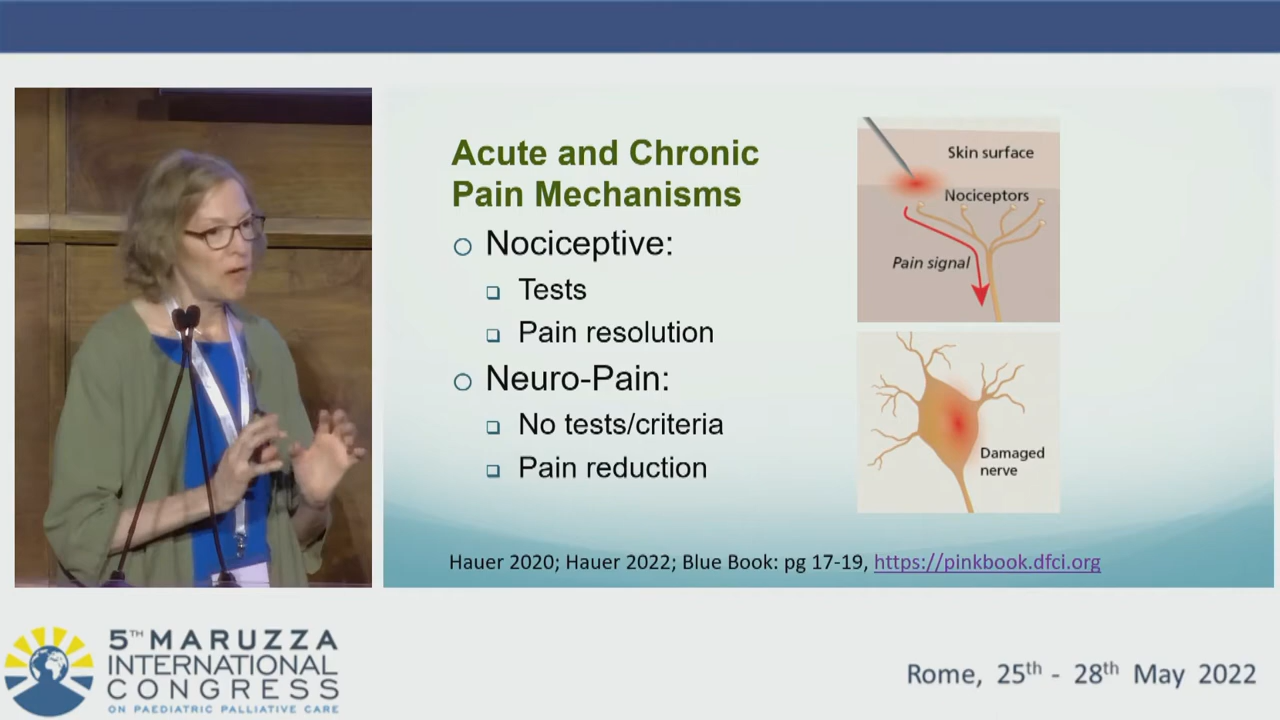 Acute and Chronic
Pain Mechanisms
Nociceptive:
Tests
Pain resolution
Neuro-Pain:
No tests/criteria
Pain reduction
Skin surface
Nociceptors
Pain signal
Damaged
nerve
Hauer 2020; Hauer 2022; Blue Book: pg 17-19, https://pinkbook.dfci.org
5TH MARUZZA
INTERNATIONAL
CONGRESS
ON PAEDIATRIC PALLIATIVE CARE
Rome, 25th - 28th May 2022